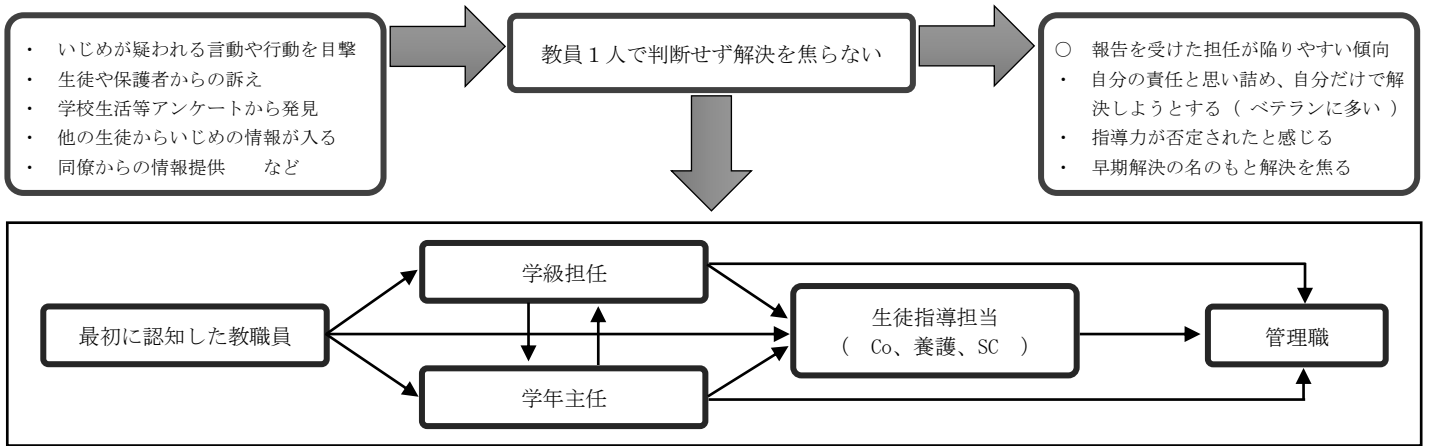 ・　いじめが疑われる言動や行動を目撃
・　生徒や保護者からの訴え
・　学校生活等アンケートから発見
・　他の生徒からいじめの情報が入る
・　同僚からの情報提供　　など
教員１人で判断せず解決を焦らない
○　報告を受けた担任が陥りやすい傾向
・　自分の責任と思い詰め、自分だけで解
決しようとする（ ベテランに多い ）
・　指導力が否定されたと感じる
・　早期解決の名のもと解決を焦る
学級担任
最初に認知した教職員
生徒指導担当
（　Co、養護、SC　）
管理職
学年主任